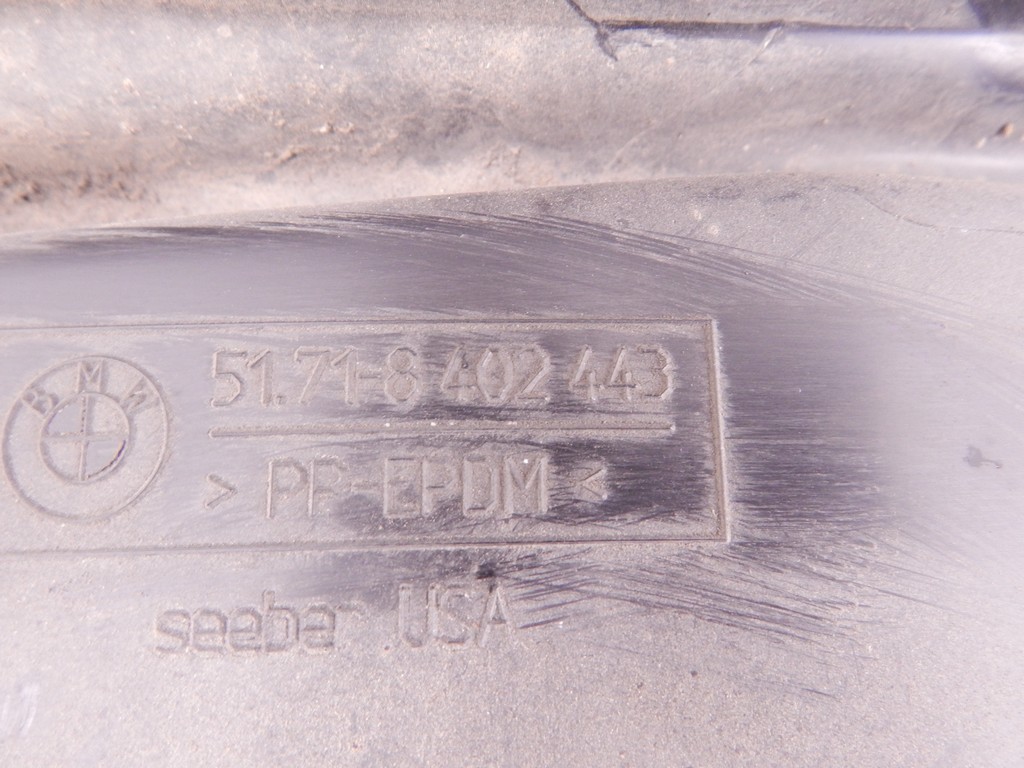 BMW
51.71-8 402 443
> PP-EPDM <
seeber USA